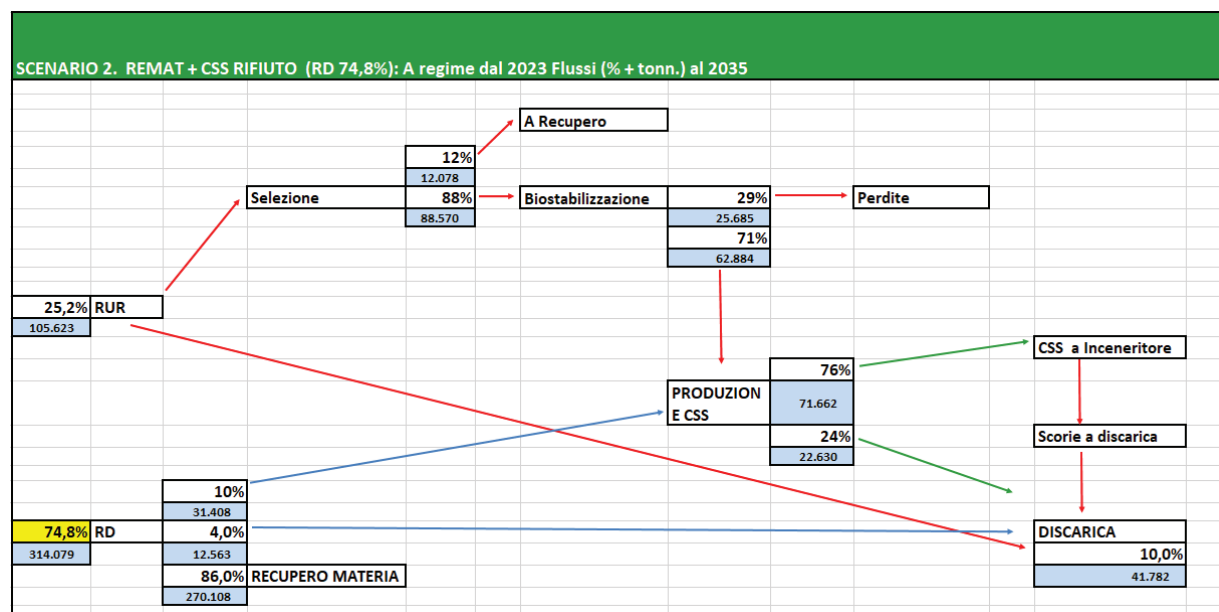 SCENARIO 2. REMAT + CSS RIFIUTO (RD 74,8%): A regime dal 2023 Flussi (% + tonn.) al 2035
A Recupero
12%
12.078
Selezione 88% Biostabilizzazione 29% Perdite
88.570 25.685
71%
62.884
25,2% RUR
105.623
CSS a Inceneritore
76%
PRODUZION
E CSS
71.662
24% Scorie a discarica
22.630
10%
31.408
74,8% RD 4,0% DISCARICA
314.079 12.563 10,0%
86,0% RECUPERO MATERIA 41.782
270.108